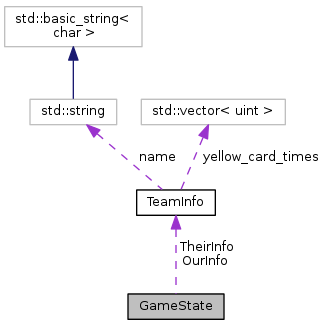 std::basic_string<
char >
std::string
std::vector< uint >
name
yellow_card_times
TeamInfo
TheirInfo
OurInfo
GameState